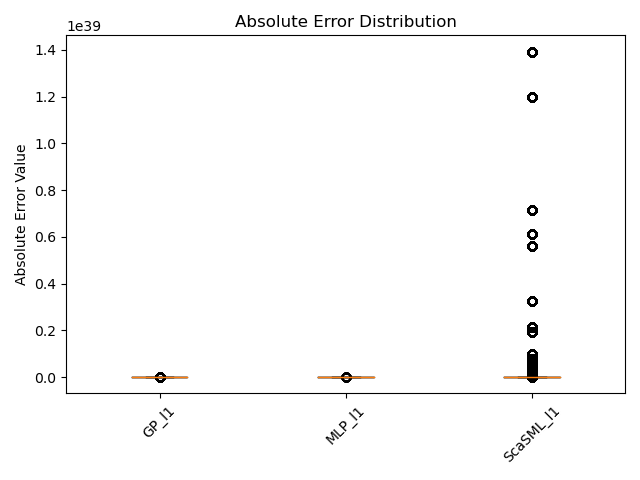 Absolute Error Distribution
1e39
Absolute Error Value
1.4
1.2
1.0
0.8
0.6
0.4
0.2
0.0
GP_l1
MLP_l1
ScaSML_l1